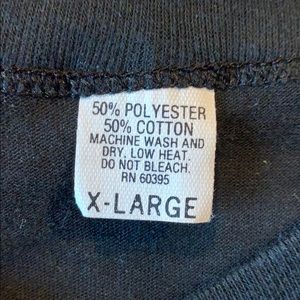 50% POLYESTER
50% COTTON
MACHINE WASH AND
DRY, LOW HEAT.
DO NOT BLEACH.
RN 60395
X-LARGE